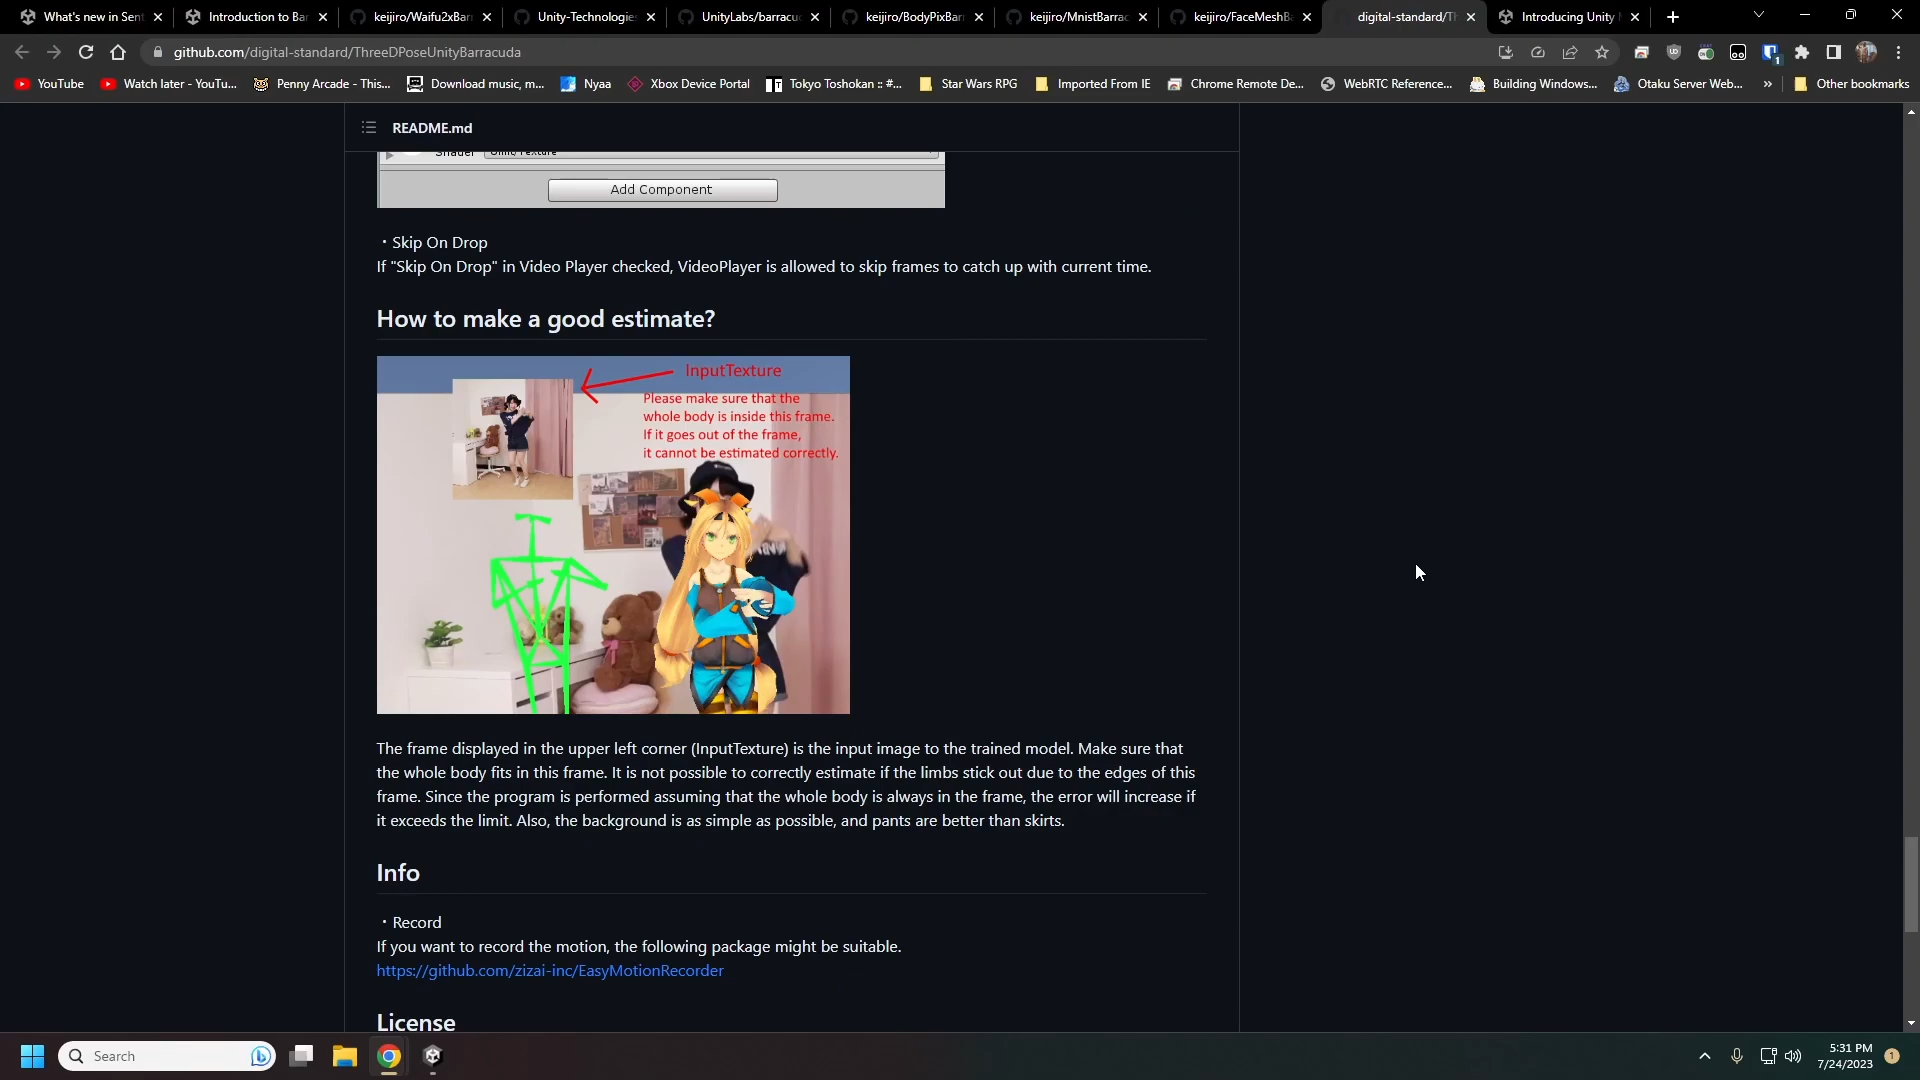 What's new in Sent
Introduction to Ba
keijiro/Waifu2xBarr
Unity-Technologie
UnityLabs/barracu
keijiro/BodyPixBar
keijiro/MnistBarrac
keijiro/FaceMeshB
digital-standard/T
Introducing Unity
github.com/digital-standard/ThreeDPoseUnityBarracuda
YouTube
Watch later - YouTu...
Penny Arcade - This...
Download music, m...
Nyaa
Xbox Device Portal
Tokyo Toshokan :: #...
Star Wars RPG
Imported From IE
Chrome Remote De...
WebRTC Reference...
Building Windows...
Otaku Server Web...
»
Other bookmarks
README.md
Shader Unlit/Texture
Add Component
・Skip On Drop
If "Skip On Drop" in Video Player checked, VideoPlayer is allowed to skip frames to catch up with current time.
How to make a good estimate?
InputTexture
Please make sure that the
whole body is inside this frame.
If it goes out of the frame,
it cannot be estimated correctly.
The frame displayed in the upper left corner (InputTexture) is the input image to the trained model. Make sure that
the whole body fits in this frame. It is not possible to correctly estimate if the limbs stick out due to the edges of this
frame. Since the program is performed assuming that the whole body is always in the frame, the error will increase if
it exceeds the limit. Also, the background is as simple as possible, and pants are better than skirts.
Info
・Record
If you want to record the motion, the following package might be suitable.
https://github.com/zizai-inc/EasyMotionRecorder
License
Search
5:31 PM
7/24/2023
1